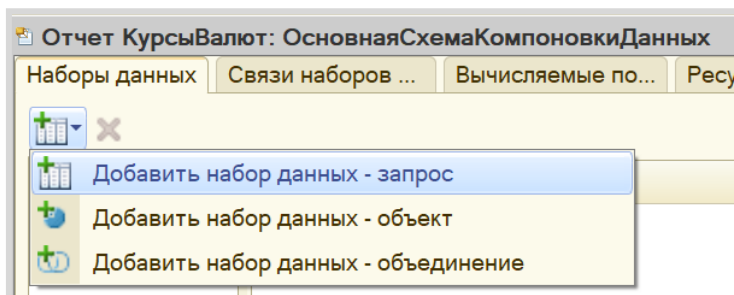 Отчет КурсыВалют: ОсновнаяСхемаКомпоновкиДанных
Наборы данных Связи наборов ... Вычисляемые по... Ресу
Добавить набор данных - запрос
Добавить набор данных - объект
Добавить набор данных - объединение